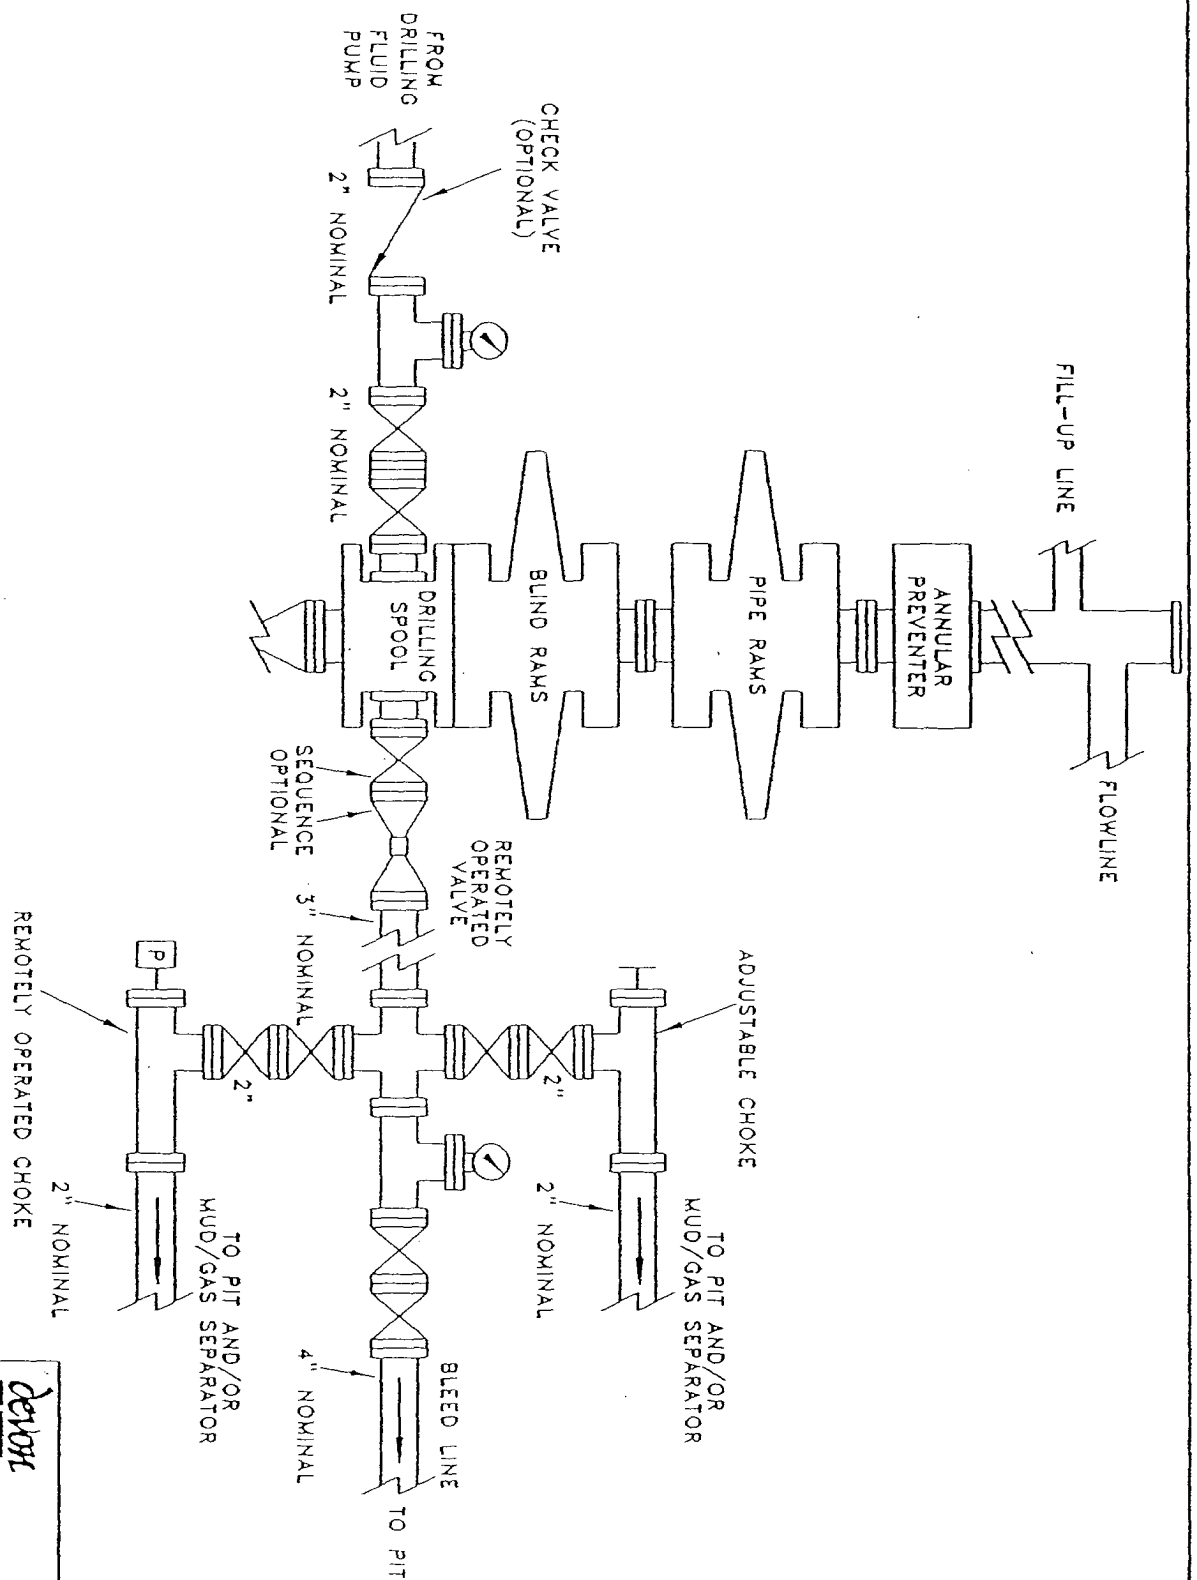 FILL-UP LINE
FLOWLINE
ANNULAR
PREVENTER
PIPE RAMS
ADJUSTABLE CHOKE
TO PIT AND/OR
MUD/GAS SEPARATOR
2" NOMINAL
2"
CHECK VALVE
(OPTIONAL)
BLIND RAMS
REMOTELY
OPERATED
VALVE
FROM
DRILLING
FLUID
PUMP
DRILLING
SPOOL
BLEED LINE
TO PIT
2" NOMINAL
2" NOMINAL
SEQUENCE
OPTIONAL
3" NOMINAL
4" NOMINAL
2"
P
TO PIT AND/OR
MUD/GAS SEPARATOR
2" NOMINAL
REMOTELY OPERATED CHOKE
devon